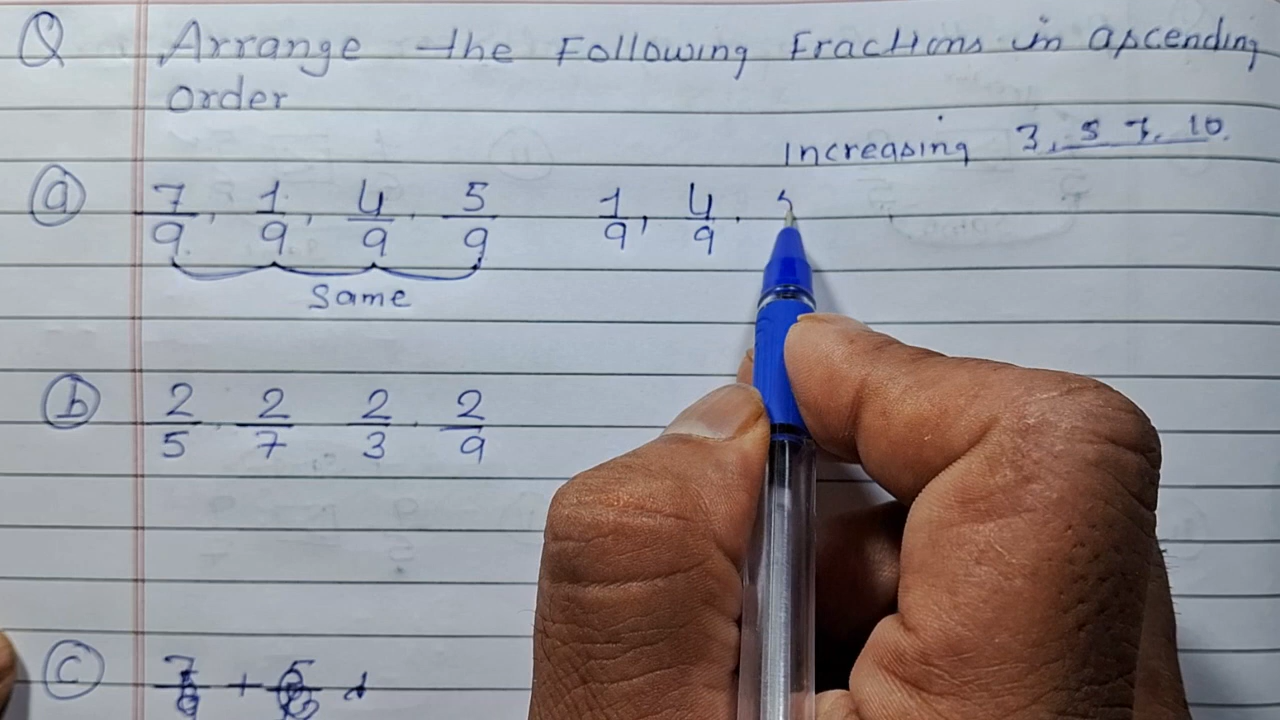 Q Arrange the Following Fractions in ascending
order
Increasing 3, 5 7, 10.
a 7/9, 1/9, 4/9, 5/9 1/9, 4/9,
Same
b 2/5, 2/7 2/3, 2/9
c